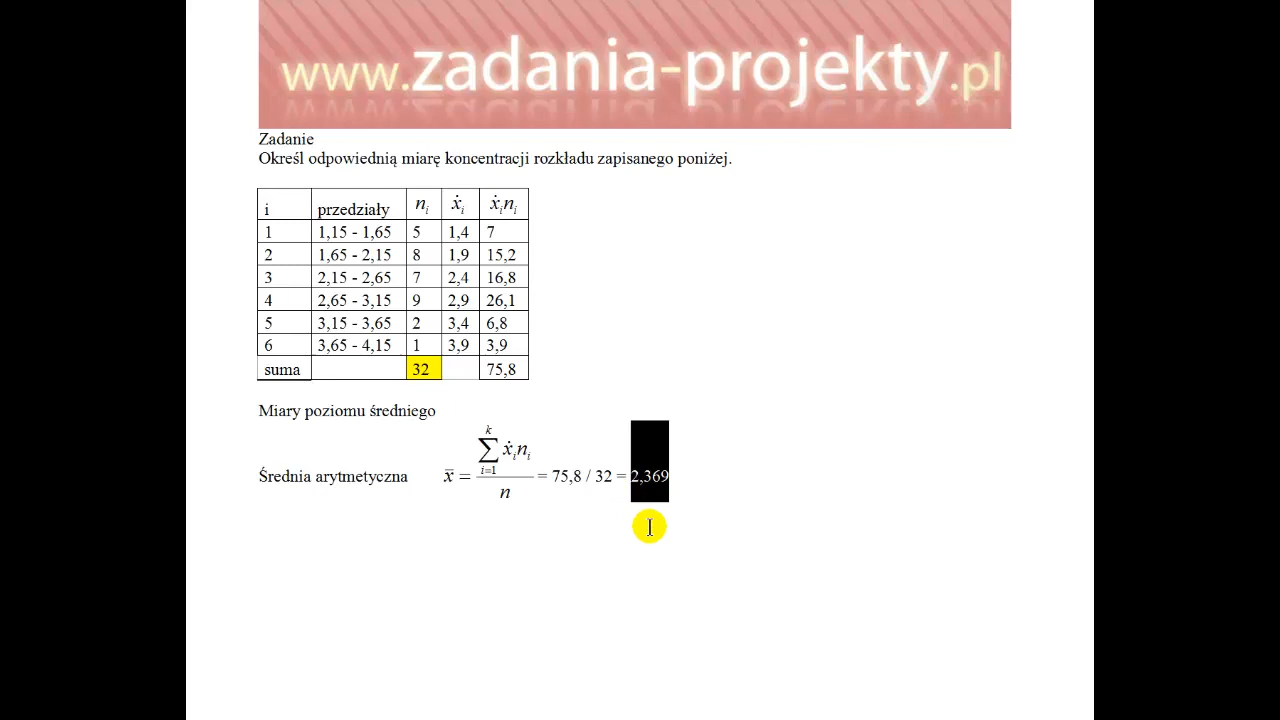 www.zadania-projekty.pl
Zadanie
Określ odpowiednią miarę koncentracji rozkładu zapisanego poniżej.
i przedziały nᵢ ẋᵢ ẋᵢnᵢ
1 1,15 - 1,65 5 1,4 7
2 1,65 - 2,15 8 1,9 15,2
3 2,15 - 2,65 7 2,4 16,8
4 2,65 - 3,15 9 2,9 26,1
5 3,15 - 3,65 2 3,4 6,8
6 3,65 - 4,15 1 3,9 3,9
suma 32 75,8
Miary poziomu średniego
k
∑ ẋᵢnᵢ
i=1
Średnia arytmetyczna x̄ = = 75,8 / 32 = 2,369
n